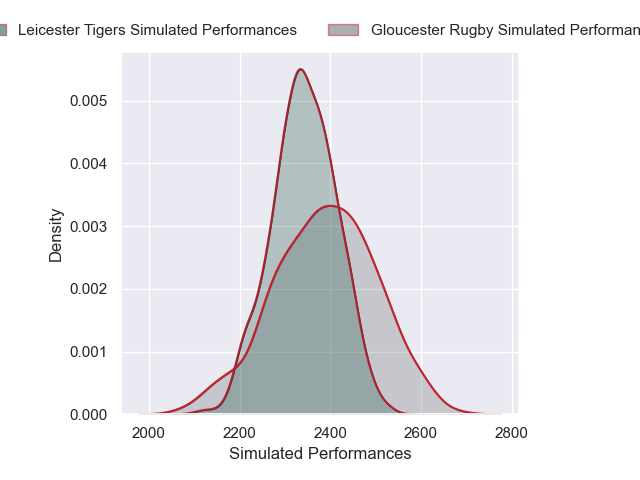 Leicester Tigers Simulated Performances Gloucester Rugby Simulated Performan
0.005
0.004
0.003
0.002
0.001
0.000
Density
2000 2200 2400 2600 2800
Simulated Performances